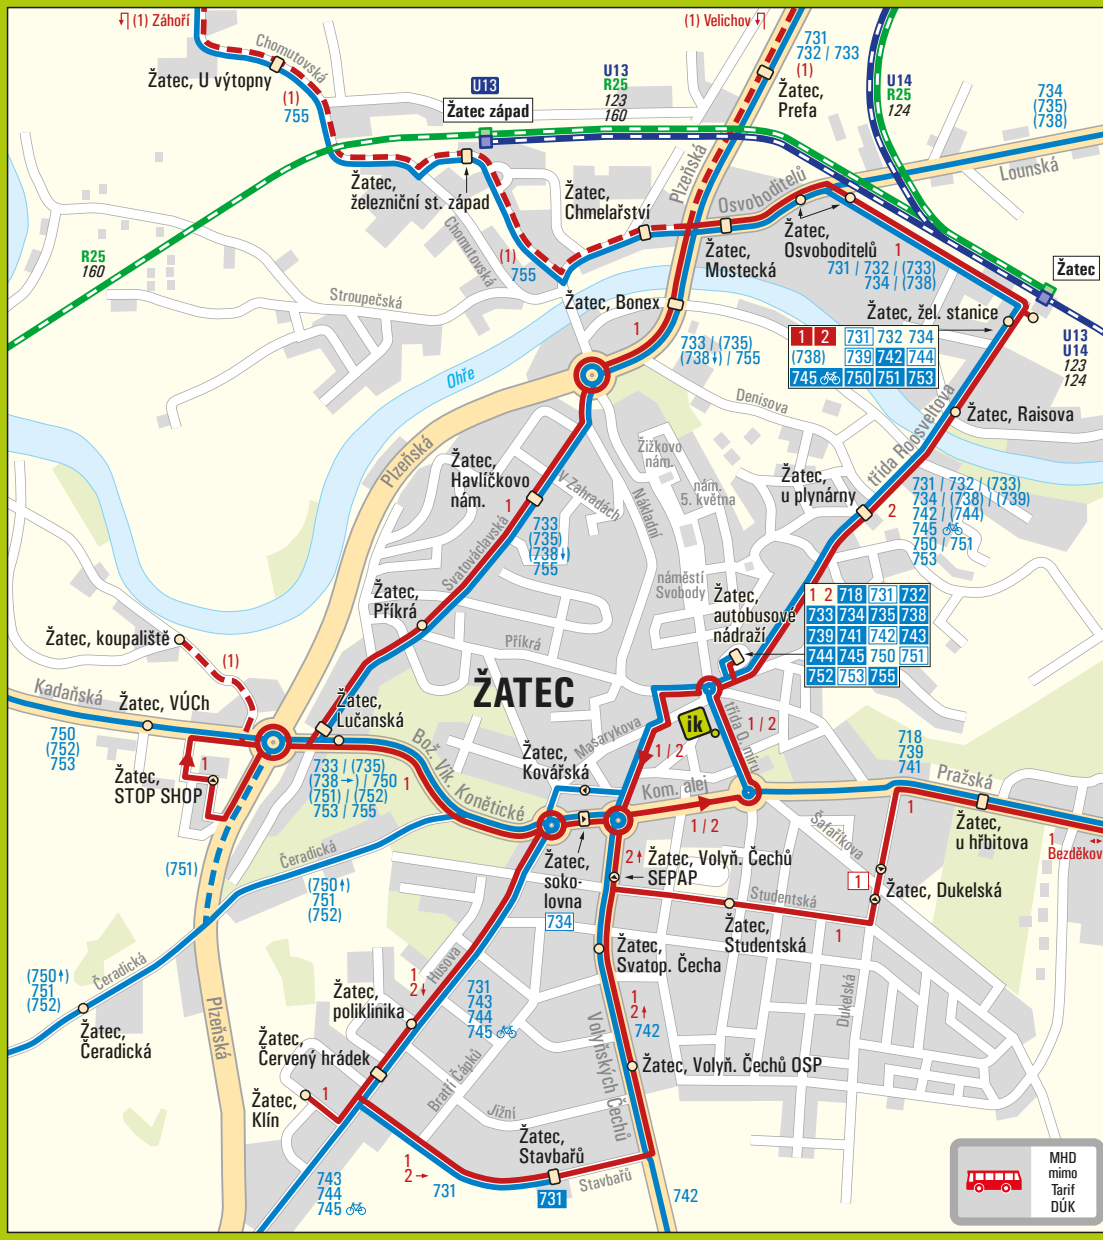 (1) Záhoří
Chomutovská
Žatec, U výtopny
(1)
755
U13
Žatec západ
U13
R25
123
160
(1) Velichov
731
732 / 733
(1)
Žatec,
Prefa
U14
R25
124
734
(735)
(738)
Lounská
Plzeňská
Osvoboditelů
Žatec,
železniční st. západ
Žatec,
Chmelařství
Chomutovská
(1)
755
Žatec,
Mostecká
Žatec,
Osvoboditelů
1
731 / 732 / (733)
734 / (738)
R25
160
Stroupečská
Žatec
Žatec, Bonex
1
Žatec, žel. stanice
U13
U14
123
124
1 2 731 732 734
(738) 739 742 744
745 750 751 753
733 / (735)
(738 ) / 755
Ohře
Denisova
třída Roosveltova
Žatec, Raisova
Plzeňská
Žatec,
Havlíčkovo
nám.
1
V Zahradách
Svatováclavská
Nákladní
Žižkovo
nám.
nám.
5. května
Žatec,
u plynárny
2
731 / 732 / (733)
734 / (738) / (739)
742 / (744)
745
750 / 751
753
733
(735)
(738 )
755
Žatec,
Příkrá
Příkrá
náměstí
Svobody
Žatec,
autobusové
nádraží
1 2 718 731 732
733 734 735 738
739 741 742 743
744 745 750 751
752 753 755
Žatec, koupaliště
(1)
Kadaňská
Žatec, VÚCh
750
(752)
753
Žatec,
STOP SHOP
1
Žatec,
Lučanská
ŽATEC
733 / (735)
(738 ) / 750
(751) / (752)
753 / 755
1
Bož. Vlk. Konětické
Žatec,
Kovářská
Masarykova
1 / 2
ik
třída O. míru
1 / 2
Kom. alej
1 / 2
718
739
741
Pražská
1
Žatec,
u hřbitova
1
Bezděkov
Šafaříkova
1
Žatec, Dukelská
(751)
Čeradická
(750 )
751
(752)
Žatec,
soko-
lovna
734
2
Žatec, Volyň. Čechů
SEPAP
Studentská
Žatec,
Studentská
1
Žatec,
Svatop. Čecha
(750 )
751
(752)
Čeradická
Žatec,
Čeradická
Plzeňská
1
2
Husova
731
743
744
745
Žatec,
poliklinika
Žatec,
Červený hrádek
Žatec,
Klín
1
Bratří Čapků
Jižní
1
2
742
Volyňských Čechů
Dukelská
Žatec, Volyň. Čechů OSP
Žatec,
Stavbařů
1
2
731
731
Stavbařů
742
743
744
745
MHD
mimo
Tarif
DÚK